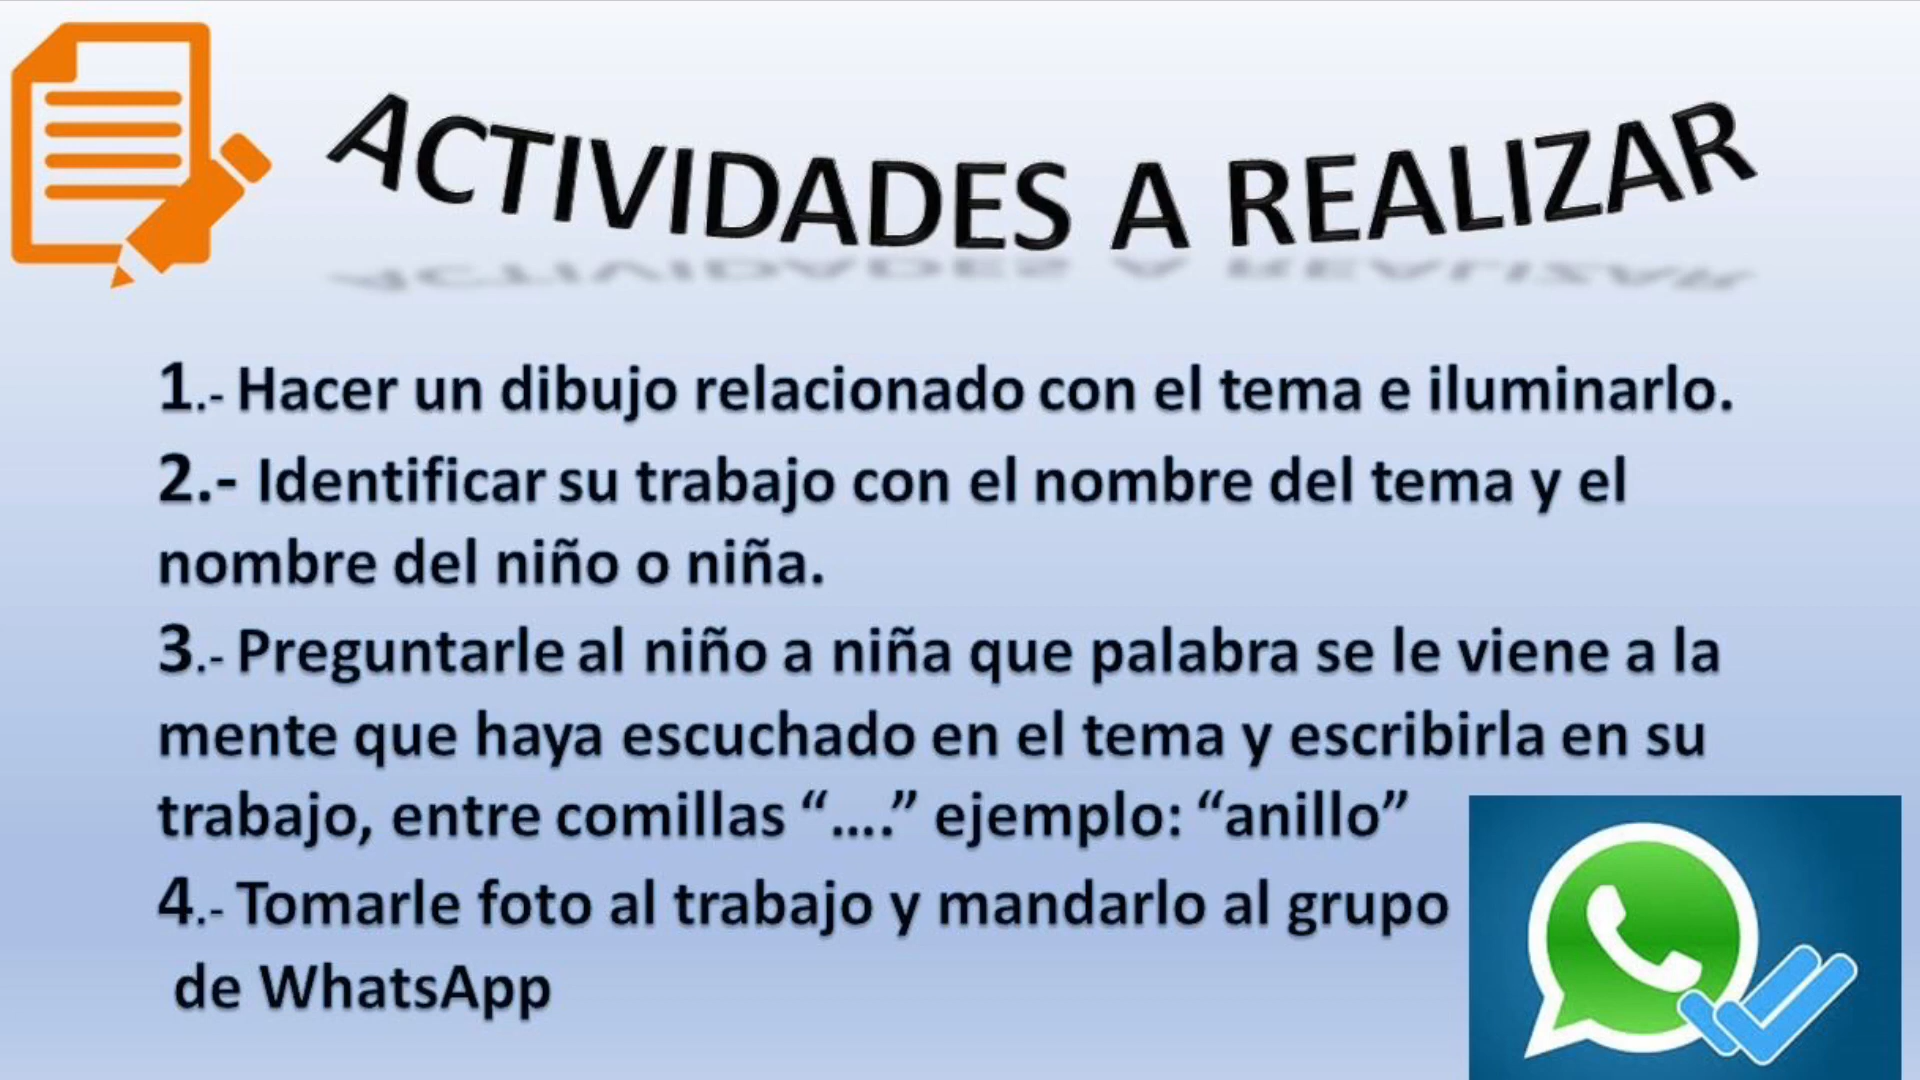 ACTIVIDADES A REALIZAR
1.- Hacer un dibujo relacionado con el tema e iluminarlo.
2.- Identificar su trabajo con el nombre del tema y el
nombre del niño o niña.
3.- Preguntarle al niño a niña que palabra se le viene a la
mente que haya escuchado en el tema y escribirla en su
trabajo, entre comillas “....” ejemplo: “anillo”
4.- Tomarle foto al trabajo y mandarlo al grupo
de WhatsApp